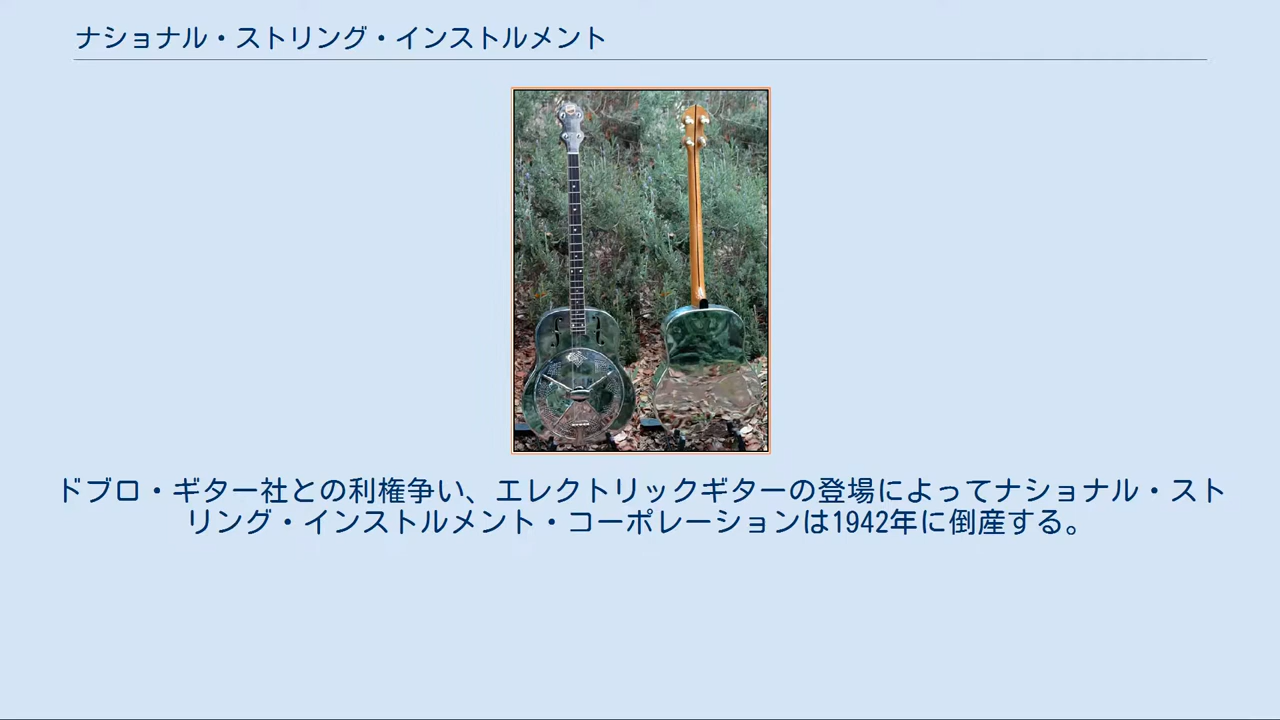 ナショナル・ストリング・インストルメント
ドブロ・ギター社との利権争い、エレクトリックギターの登場によってナショナル・スト
リング・インストルメント・コーポレーションは1942年に倒産する。